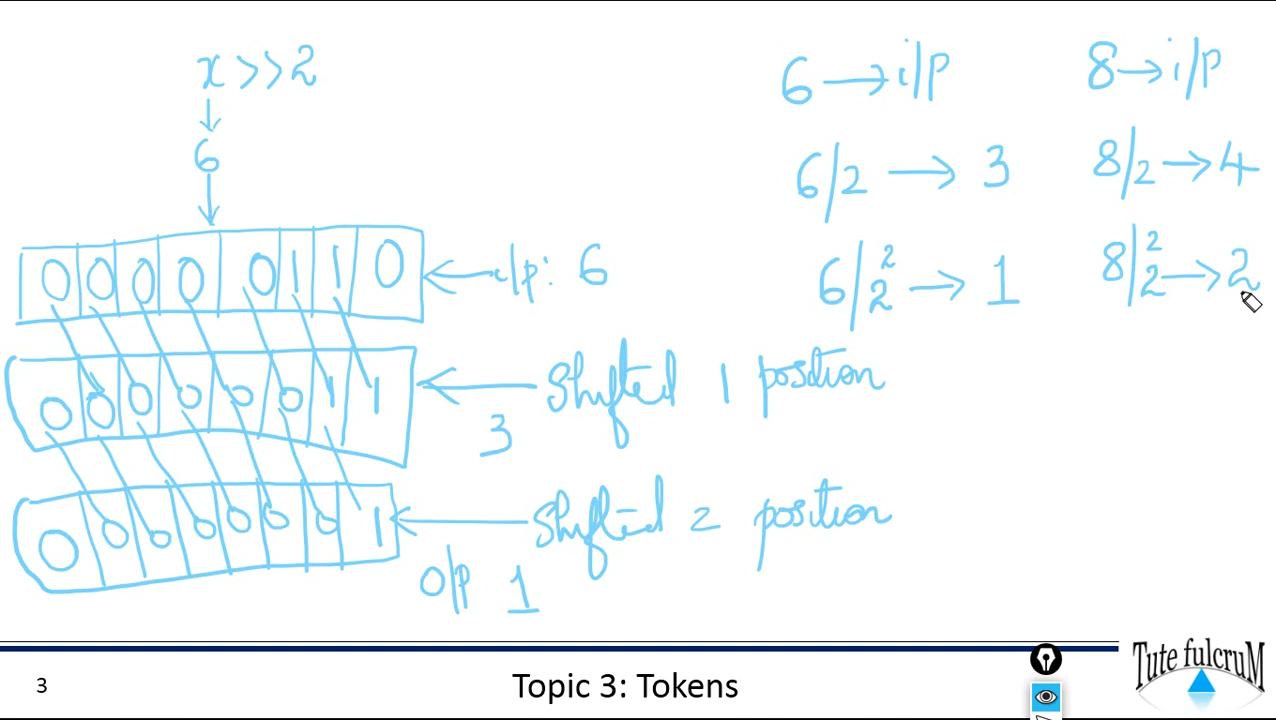 x >> 2
6
0 0 0 0 0 1 1 0
i/p: 6
0 0 0 0 0 0 1 1
3
Shifted 1 position
0 0 0 0 0 0 0 1
Shifted 2 position
o/p 1
6 → i/p
6/2 → 3
6/2² → 1
8 → i/p
8/2 → 4
8/2² → 2
3
Topic 3: Tokens
Tute fulcruM